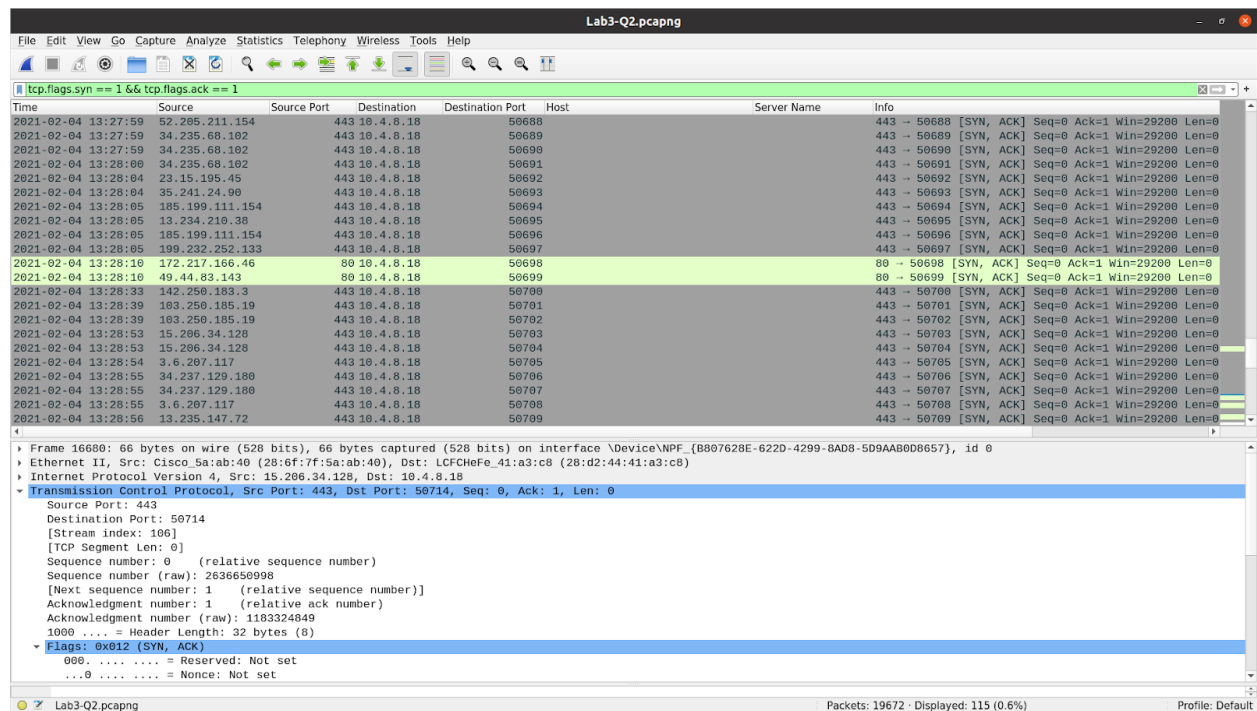 Lab3-Q2.pcapng
File Edit View Go Capture Analyze Statistics Telephony Wireless Tools Help
tcp.flags.syn == 1 && tcp.flags.ack == 1
Time Source Source Port Destination Destination Port Host Server Name Info
2021-02-04 13:27:59 52.205.211.154 443 10.4.8.18 50688 443 → 50688 [SYN, ACK] Seq=0 Ack=1 Win=29200 Len=0
2021-02-04 13:27:59 34.235.68.102 443 10.4.8.18 50689 443 → 50689 [SYN, ACK] Seq=0 Ack=1 Win=29200 Len=0
2021-02-04 13:27:59 34.235.68.102 443 10.4.8.18 50690 443 → 50690 [SYN, ACK] Seq=0 Ack=1 Win=29200 Len=0
2021-02-04 13:28:00 34.235.68.102 443 10.4.8.18 50691 443 → 50691 [SYN, ACK] Seq=0 Ack=1 Win=29200 Len=0
2021-02-04 13:28:04 23.15.195.45 443 10.4.8.18 50692 443 → 50692 [SYN, ACK] Seq=0 Ack=1 Win=29200 Len=0
2021-02-04 13:28:04 35.241.24.90 443 10.4.8.18 50693 443 → 50693 [SYN, ACK] Seq=0 Ack=1 Win=29200 Len=0
2021-02-04 13:28:05 185.199.111.154 443 10.4.8.18 50694 443 → 50694 [SYN, ACK] Seq=0 Ack=1 Win=29200 Len=0
2021-02-04 13:28:05 13.234.210.38 443 10.4.8.18 50695 443 → 50695 [SYN, ACK] Seq=0 Ack=1 Win=29200 Len=0
2021-02-04 13:28:05 185.199.111.154 443 10.4.8.18 50696 443 → 50696 [SYN, ACK] Seq=0 Ack=1 Win=29200 Len=0
2021-02-04 13:28:05 199.232.252.133 443 10.4.8.18 50697 443 → 50697 [SYN, ACK] Seq=0 Ack=1 Win=29200 Len=0
2021-02-04 13:28:10 172.217.166.46 80 10.4.8.18 50698 80 → 50698 [SYN, ACK] Seq=0 Ack=1 Win=29200 Len=0
2021-02-04 13:28:10 49.44.83.143 80 10.4.8.18 50699 80 → 50699 [SYN, ACK] Seq=0 Ack=1 Win=29200 Len=0
2021-02-04 13:28:33 142.250.183.3 443 10.4.8.18 50700 443 → 50700 [SYN, ACK] Seq=0 Ack=1 Win=29200 Len=0
2021-02-04 13:28:39 103.250.185.19 443 10.4.8.18 50701 443 → 50701 [SYN, ACK] Seq=0 Ack=1 Win=29200 Len=0
2021-02-04 13:28:39 103.250.185.19 443 10.4.8.18 50702 443 → 50702 [SYN, ACK] Seq=0 Ack=1 Win=29200 Len=0
2021-02-04 13:28:53 15.206.34.128 443 10.4.8.18 50703 443 → 50703 [SYN, ACK] Seq=0 Ack=1 Win=29200 Len=0
2021-02-04 13:28:53 15.206.34.128 443 10.4.8.18 50704 443 → 50704 [SYN, ACK] Seq=0 Ack=1 Win=29200 Len=0
2021-02-04 13:28:54 3.6.207.117 443 10.4.8.18 50705 443 → 50705 [SYN, ACK] Seq=0 Ack=1 Win=29200 Len=0
2021-02-04 13:28:55 34.237.129.180 443 10.4.8.18 50706 443 → 50706 [SYN, ACK] Seq=0 Ack=1 Win=29200 Len=0
2021-02-04 13:28:55 34.237.129.180 443 10.4.8.18 50707 443 → 50707 [SYN, ACK] Seq=0 Ack=1 Win=29200 Len=0
2021-02-04 13:28:55 3.6.207.117 443 10.4.8.18 50708 443 → 50708 [SYN, ACK] Seq=0 Ack=1 Win=29200 Len=0
2021-02-04 13:28:56 13.235.147.72 443 10.4.8.18 50709 443 → 50709 [SYN, ACK] Seq=0 Ack=1 Win=29200 Len=0
Frame 16680: 66 bytes on wire (528 bits), 66 bytes captured (528 bits) on interface \Device\NPF_{B807628E-622D-4299-8AD8-5D9AAB0D8657}, id 0
Ethernet II, Src: Cisco_5a:ab:40 (28:6f:7f:5a:ab:40), Dst: LCFCHeFe_41:a3:c8 (28:d2:44:41:a3:c8)
Internet Protocol Version 4, Src: 15.206.34.128, Dst: 10.4.8.18
Transmission Control Protocol, Src Port: 443, Dst Port: 50714, Seq: 0, Ack: 1, Len: 0
Source Port: 443
Destination Port: 50714
[Stream index: 106]
[TCP Segment Len: 0]
Sequence number: 0 (relative sequence number)
Sequence number (raw): 2636650998
[Next sequence number: 1 (relative sequence number)]
Acknowledgment number: 1 (relative ack number)
Acknowledgment number (raw): 1183324849
1000 .... = Header Length: 32 bytes (8)
Flags: 0x012 (SYN, ACK)
000. .... .... = Reserved: Not set
...0 .... .... = Nonce: Not set
Lab3-Q2.pcapng Packets: 19672 · Displayed: 115 (0.6%) Profile: Default